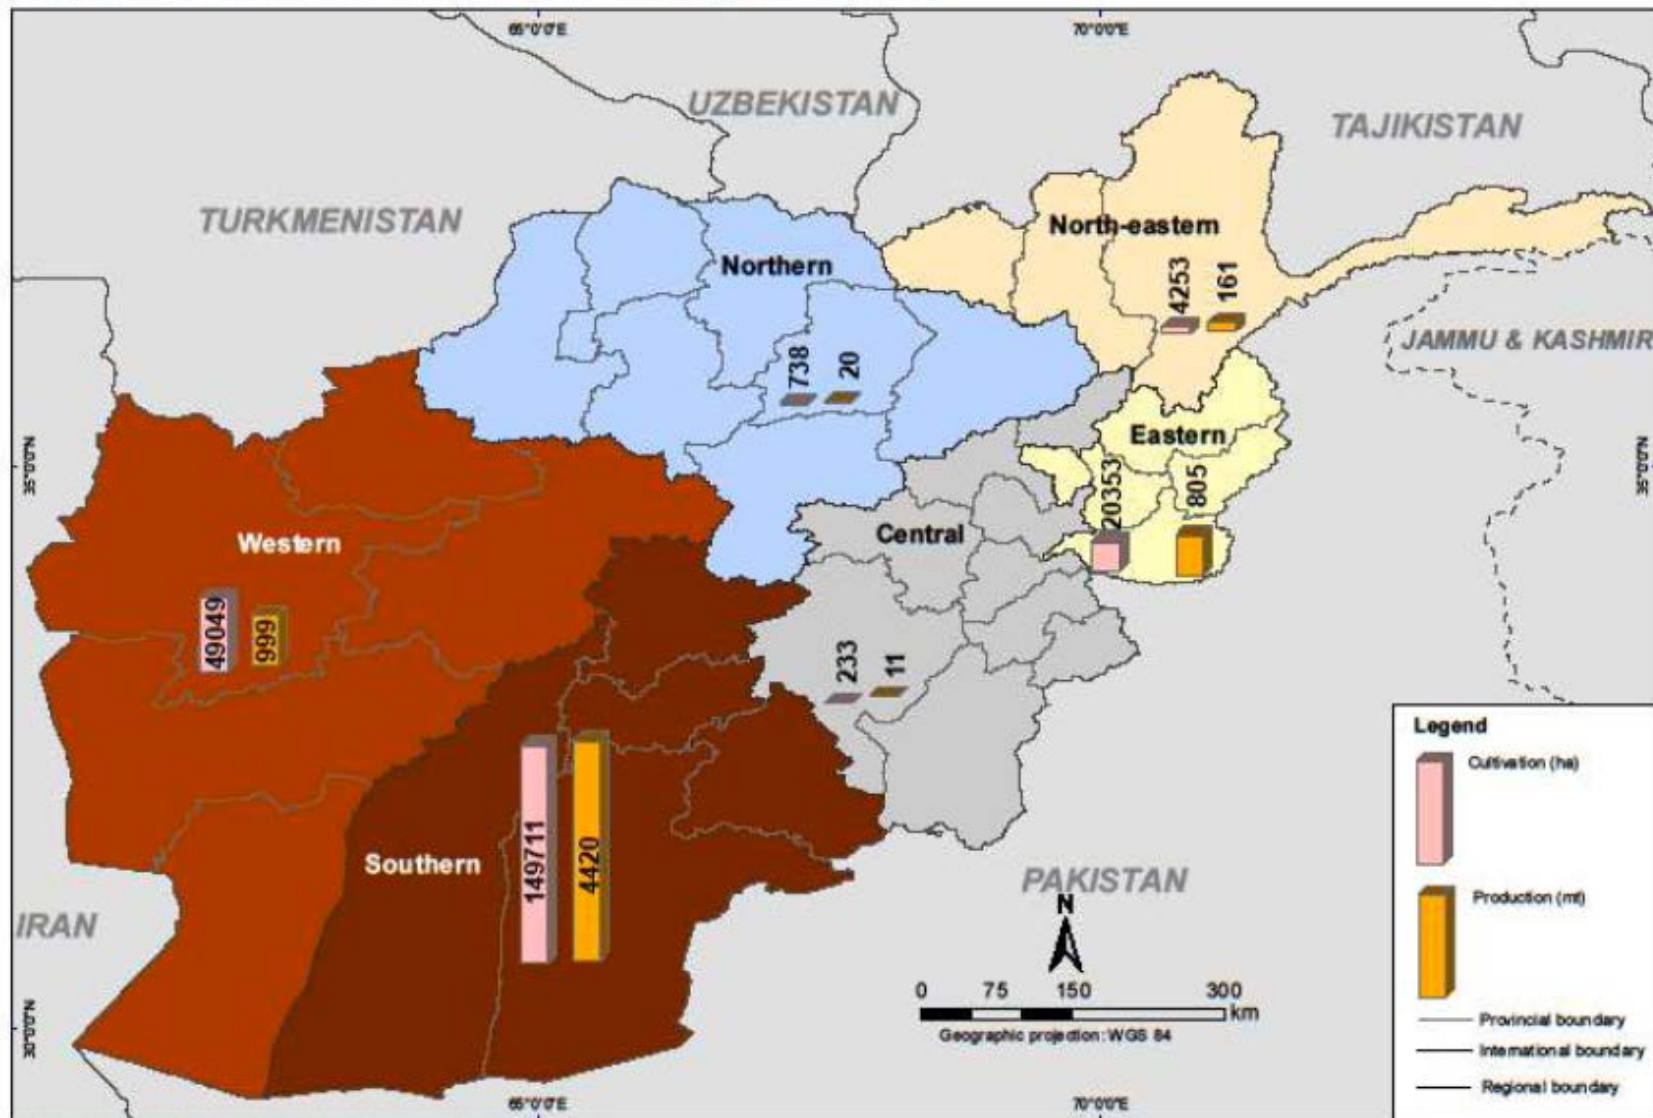 65°0'0"E
70°0'0"E
UZBEKISTAN
TAJIKISTAN
TURKMENISTAN
North-eastern
Northern
4253
161
JAMMU & KASHMIR
738
20
Eastern
35°0'0"N
35°0'0"N
20353
805
Western
Central
49049
999
233
11
Legend
Cultivation (ha)
149711
4420
Southern
PAKISTAN
Production (mt)
IRAN
N
0 75 150 300
km
Geographic projection: WGS 84
30°0'0"N
Provincial boundary
International boundary
Regional boundary
65°0'0"E
70°0'0"E